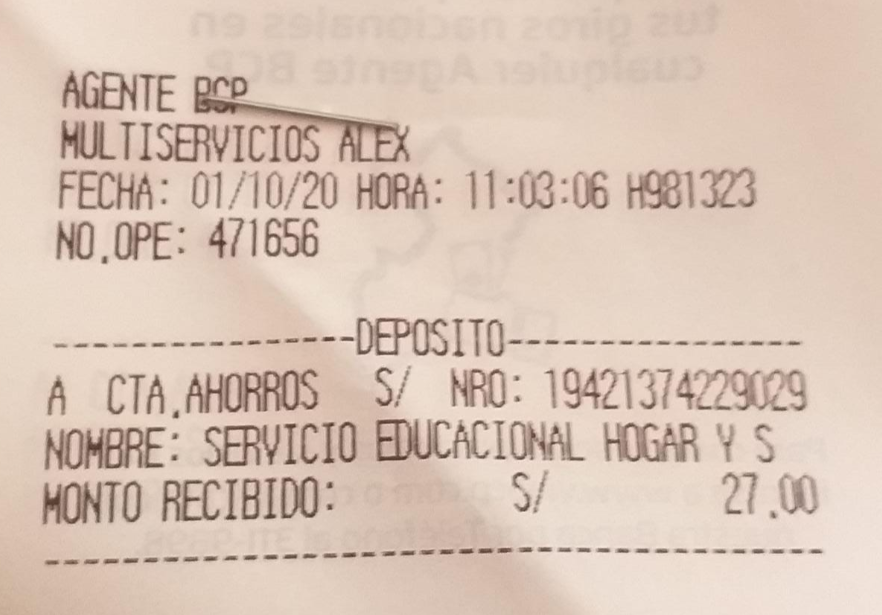 AGENTE BCP
MULTISERVICIOS ALEX
FECHA: 01/10/20 HORA: 11:03:06 H981323
NO.OPE: 471656
----------------DEPOSITO----------------
A CTA.AHORROS S/ NRO: 19421374229029
NOMBRE: SERVICIO EDUCACIONAL HOGAR Y S
MONTO RECIBIDO: S/ 27.00